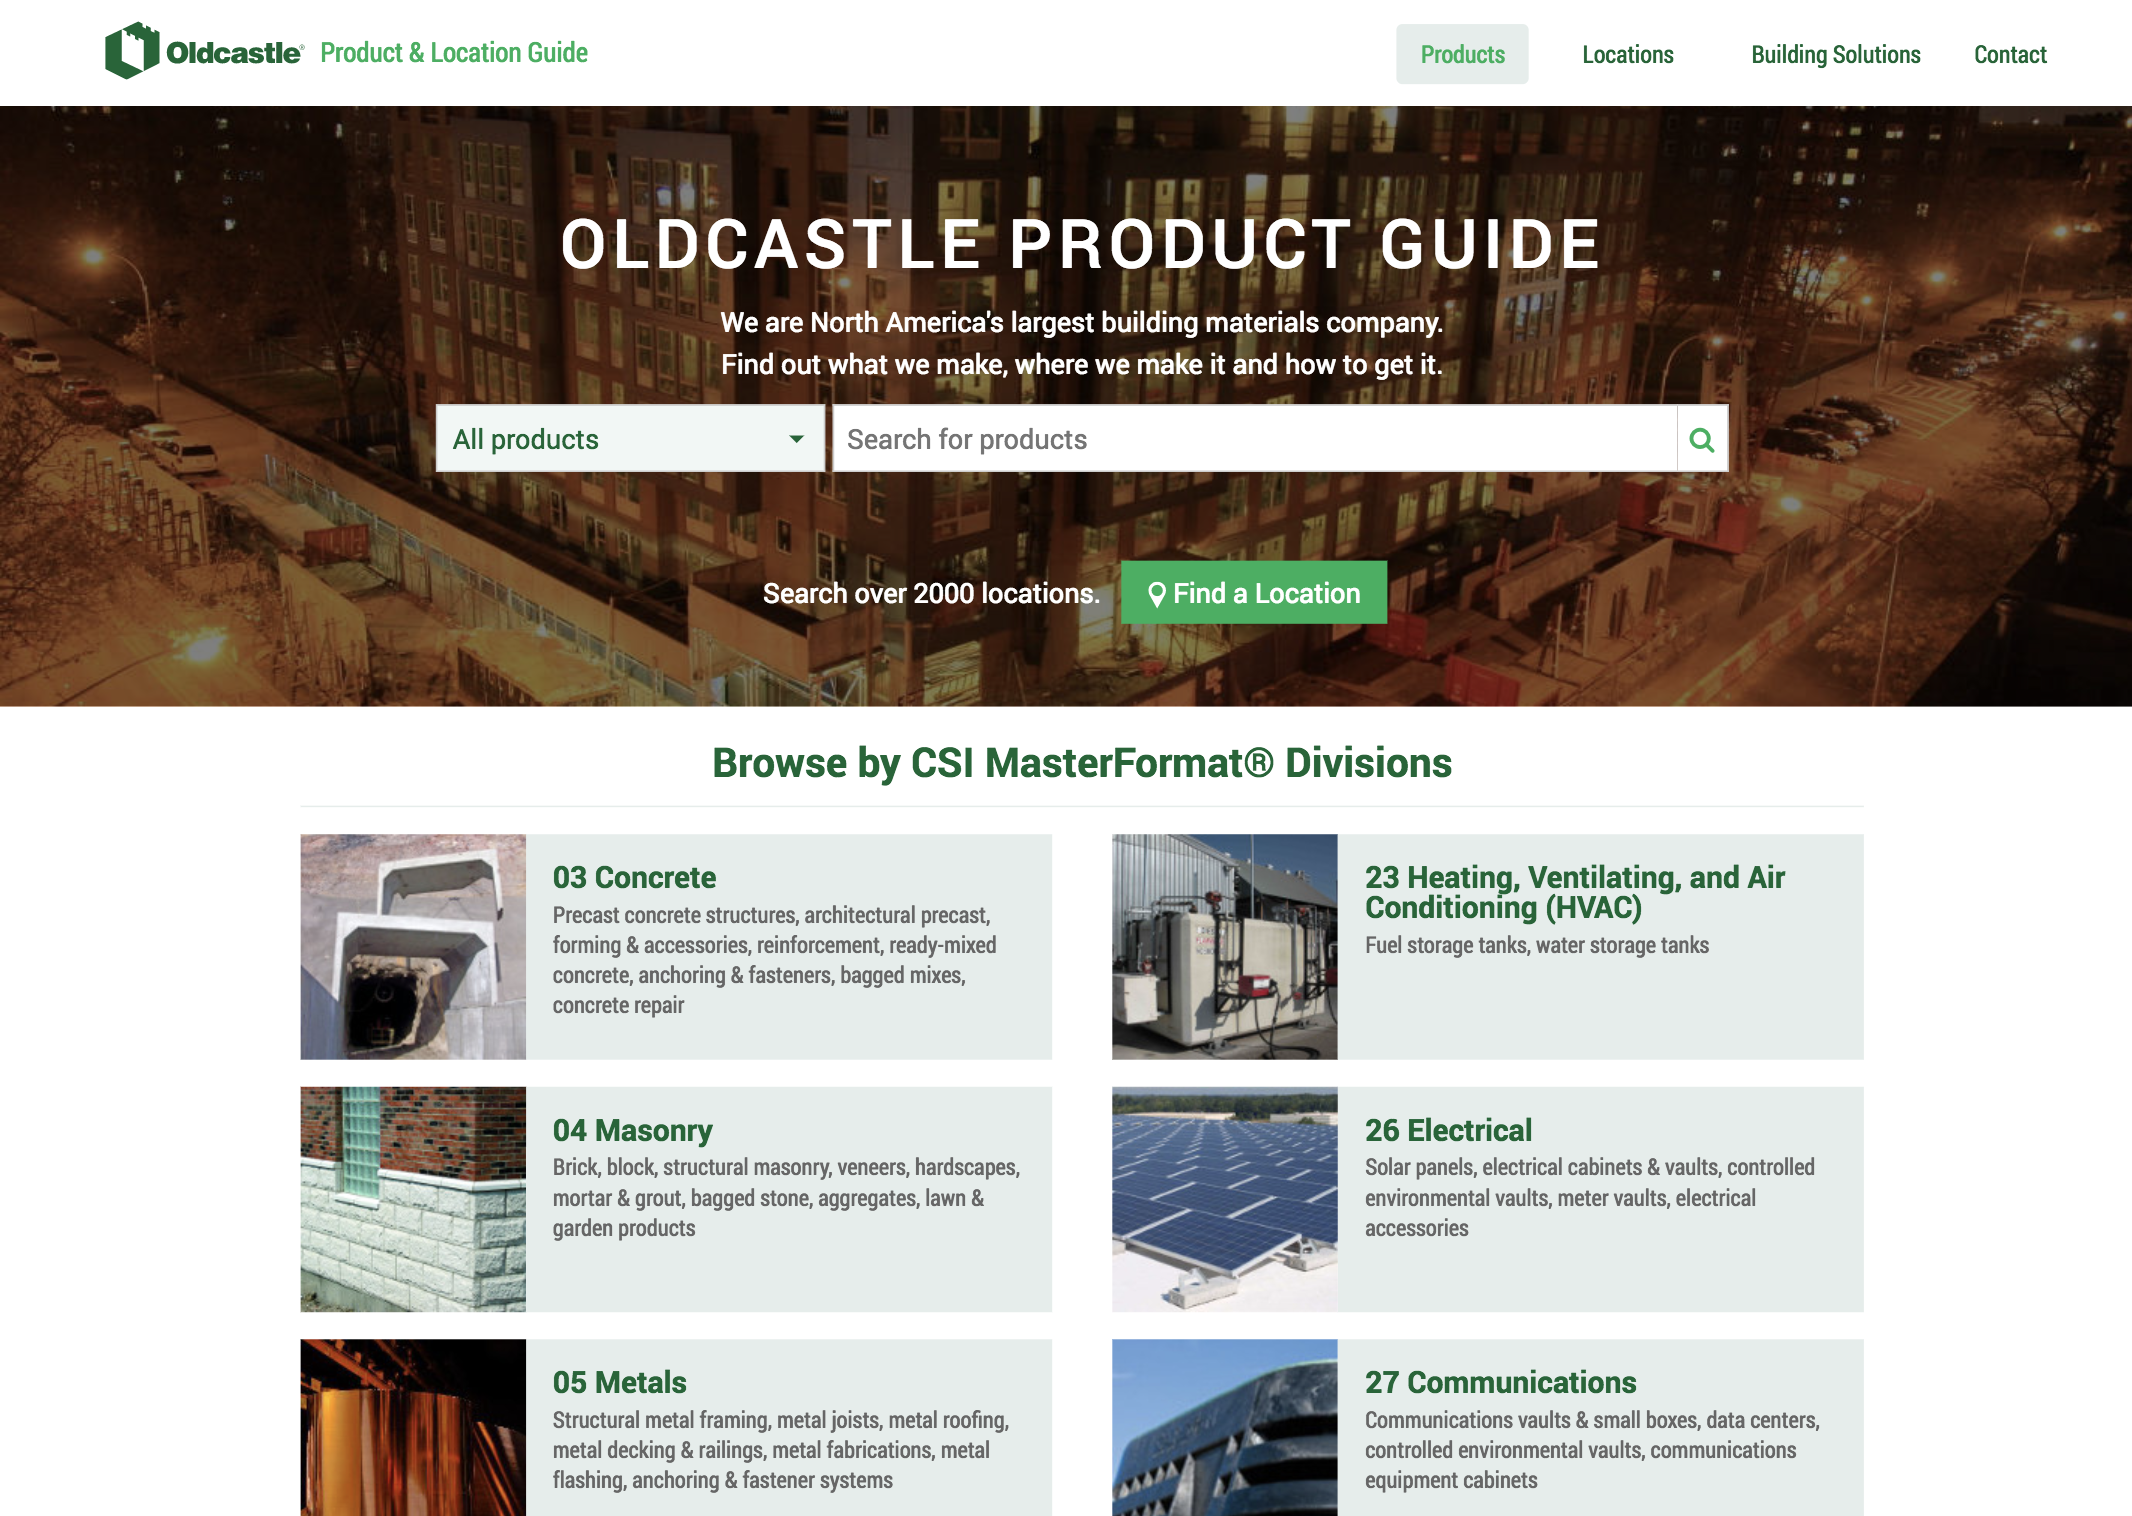 Oldcastle® Product & Location Guide
Products Locations Building Solutions Contact
OLDCASTLE PRODUCT GUIDE
We are North America's largest building materials company.
Find out what we make, where we make it and how to get it.
All products Search for products
Search over 2000 locations. Find a Location
Browse by CSI MasterFormat® Divisions
03 Concrete
Precast concrete structures, architectural precast,
forming & accessories, reinforcement, ready-mixed
concrete, anchoring & fasteners, bagged mixes,
concrete repair
23 Heating, Ventilating, and Air
Conditioning (HVAC)
Fuel storage tanks, water storage tanks
04 Masonry
Brick, block, structural masonry, veneers, hardscapes,
mortar & grout, bagged stone, aggregates, lawn &
garden products
26 Electrical
Solar panels, electrical cabinets & vaults, controlled
environmental vaults, meter vaults, electrical
accessories
05 Metals
Structural metal framing, metal joists, metal roofing,
metal decking & railings, metal fabrications, metal
flashing, anchoring & fastener systems
27 Communications
Communications vaults & small boxes, data centers,
controlled environmental vaults, communications
equipment cabinets